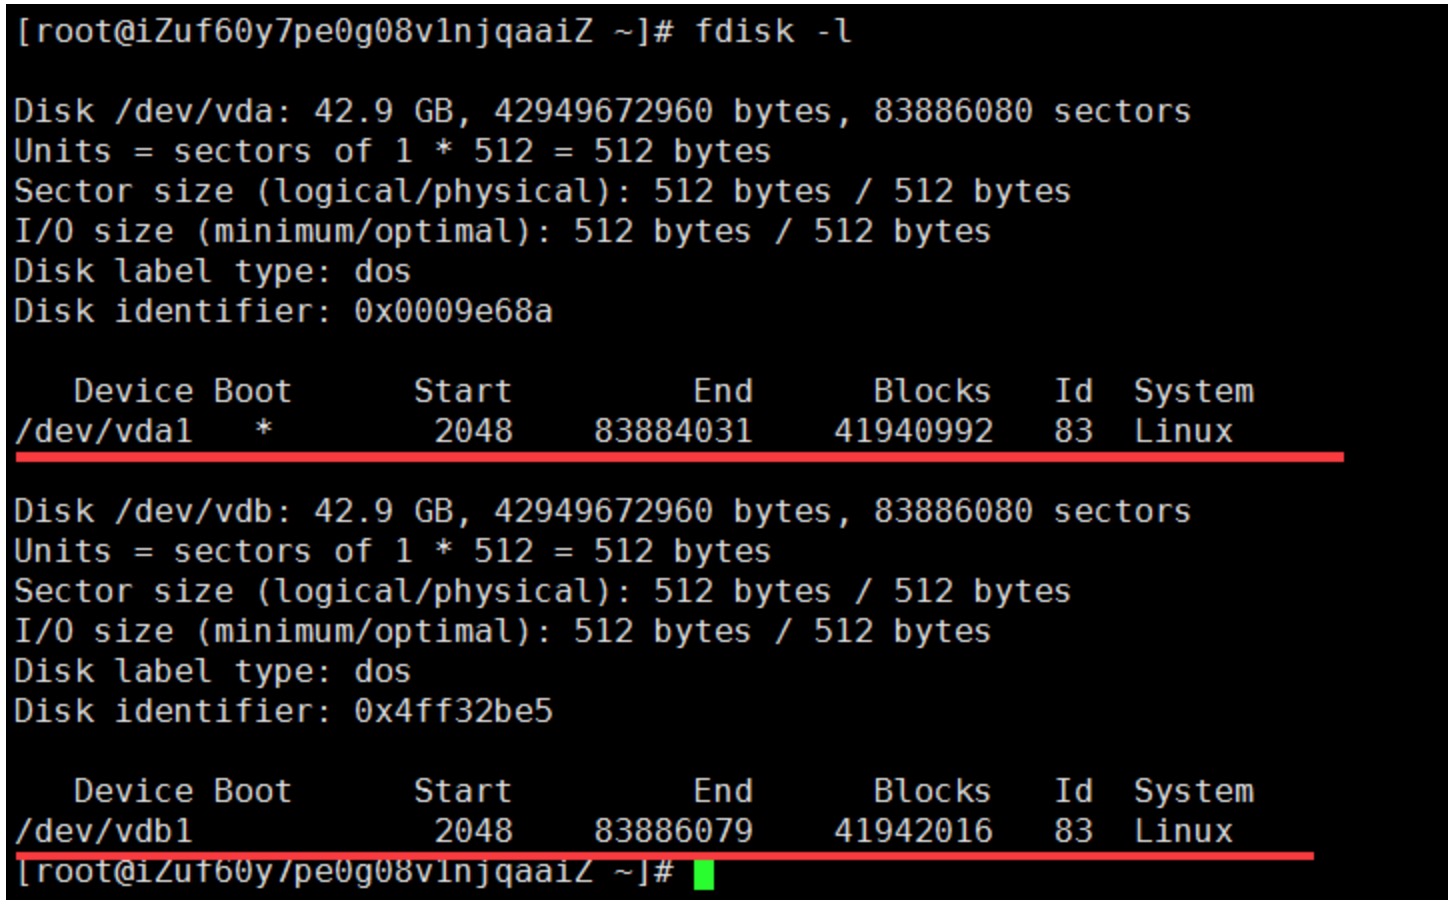 [root@iZuf60y7pe0g08v1njqaaiZ ~]# fdisk -l
Disk /dev/vda: 42.9 GB, 42949672960 bytes, 83886080 sectors
Units = sectors of 1 * 512 = 512 bytes
Sector size (logical/physical): 512 bytes / 512 bytes
I/O size (minimum/optimal): 512 bytes / 512 bytes
Disk label type: dos
Disk identifier: 0x0009e68a
   Device Boot      Start         End      Blocks   Id  System
/dev/vda1   *        2048    83884031    41940992   83  Linux
Disk /dev/vdb: 42.9 GB, 42949672960 bytes, 83886080 sectors
Units = sectors of 1 * 512 = 512 bytes
Sector size (logical/physical): 512 bytes / 512 bytes
I/O size (minimum/optimal): 512 bytes / 512 bytes
Disk label type: dos
Disk identifier: 0x4ff32be5
   Device Boot      Start         End      Blocks   Id  System
/dev/vdb1            2048    83886079    41942016   83  Linux
[root@iZuf60y7pe0g08v1njqaaiZ ~]#